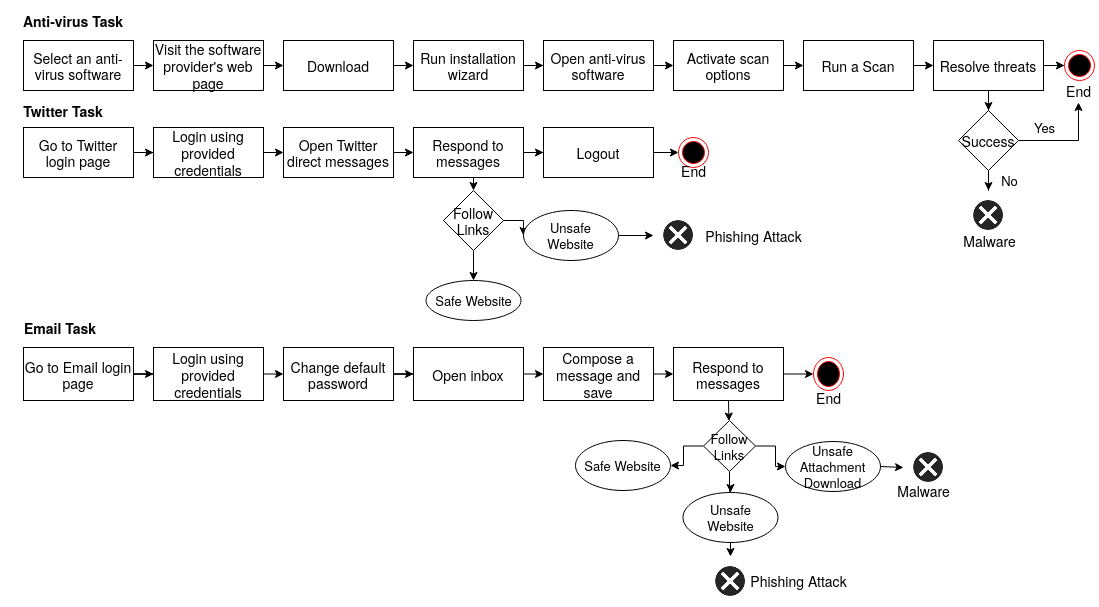 Anti-virus Task
Select an anti-
virus software
Visit the software
provider's web
page
Download
Run installation
wizard
Open anti-virus
software
Activate scan
options
Run a Scan
Resolve threats
End
Success
Yes
No
Malware
Twitter Task
Go to Twitter
login page
Login using
provided
credentials
Open Twitter
direct messages
Respond to
messages
Logout
End
Follow
Links
Unsafe
Website
Phishing Attack
Safe Website
Email Task
Go to Email login
page
Login using
provided
credentials
Change default
password
Open inbox
Compose a
message and
save
Respond to
messages
End
Follow
Links
Safe Website
Unsafe
Attachment
Download
Malware
Unsafe
Website
Phishing Attack